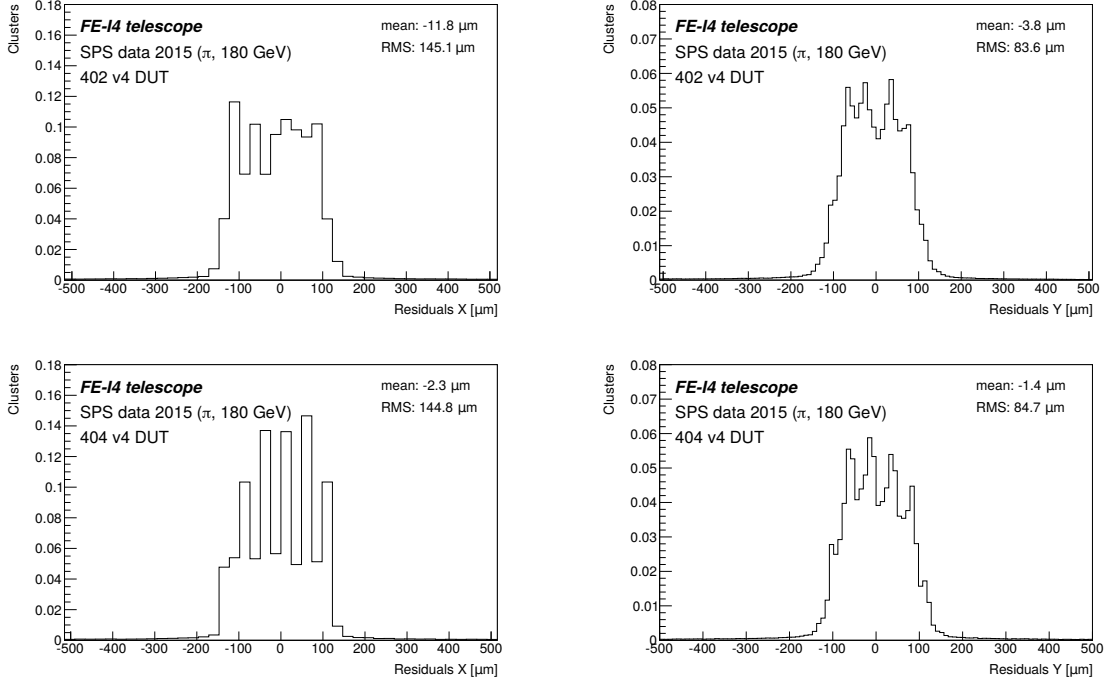 Clusters
0.18
0.16
0.14
0.12
0.1
0.08
0.06
0.04
0.02
0
FE-I4 telescope
SPS data 2015 (π, 180 GeV)
402 v4 DUT
mean: -11.8 μm
RMS: 145.1 μm
-500 -400 -300 -200 -100 0 100 200 300 400 500
Residuals X [μm]
Clusters
0.08
0.07
0.06
0.05
0.04
0.03
0.02
0.01
0
FE-I4 telescope
SPS data 2015 (π, 180 GeV)
402 v4 DUT
mean: -3.8 μm
RMS: 83.6 μm
-500 -400 -300 -200 -100 0 100 200 300 400 500
Residuals Y [μm]
Clusters
0.18
0.16
0.14
0.12
0.1
0.08
0.06
0.04
0.02
0
FE-I4 telescope
SPS data 2015 (π, 180 GeV)
404 v4 DUT
mean: -2.3 μm
RMS: 144.8 μm
-500 -400 -300 -200 -100 0 100 200 300 400 500
Residuals X [μm]
Clusters
0.08
0.07
0.06
0.05
0.04
0.03
0.02
0.01
0
FE-I4 telescope
SPS data 2015 (π, 180 GeV)
404 v4 DUT
mean: -1.4 μm
RMS: 84.7 μm
-500 -400 -300 -200 -100 0 100 200 300 400 500
Residuals Y [μm]